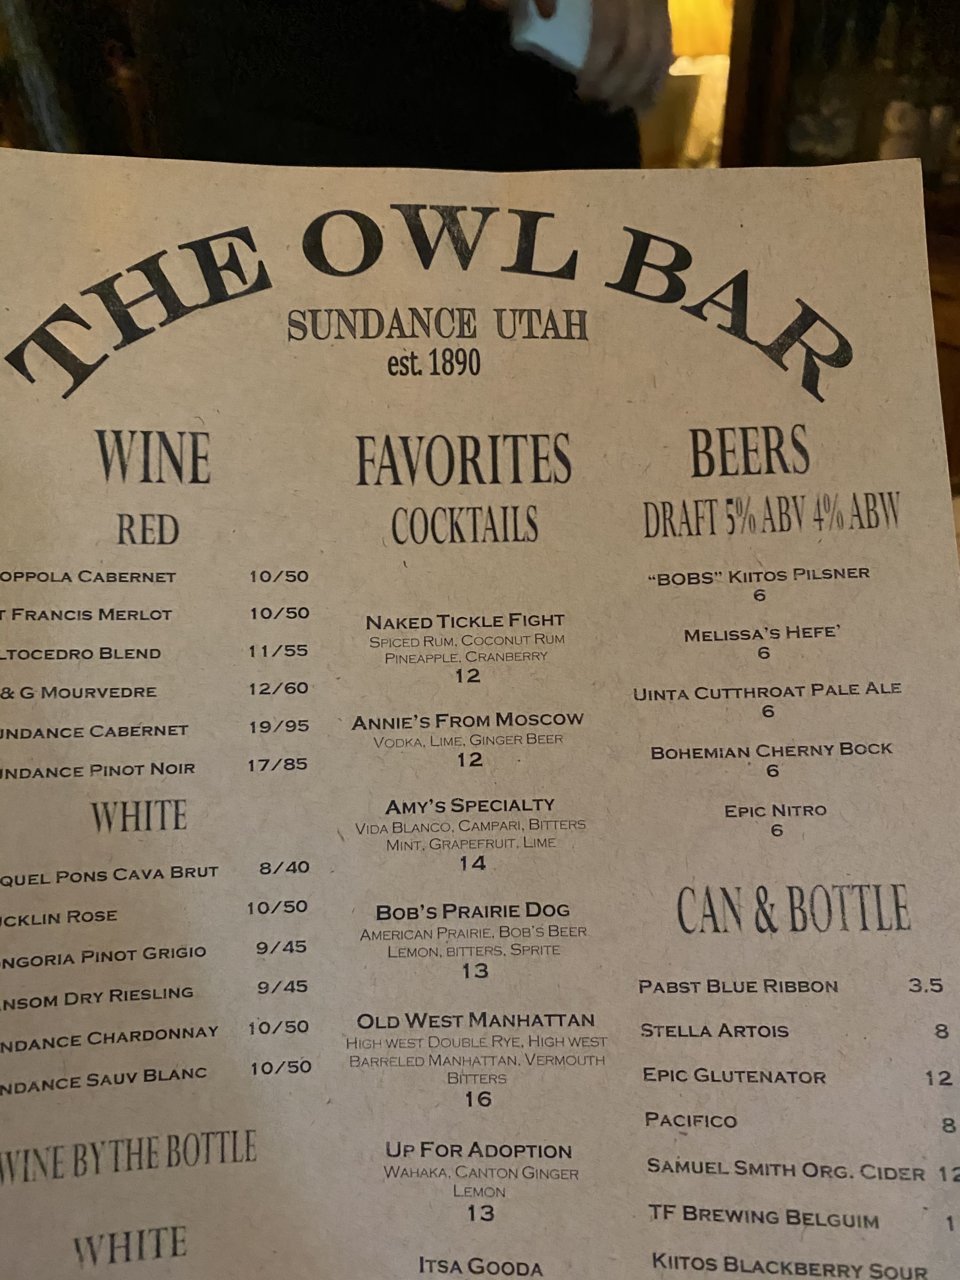 THE OWL BAR
SUNDANCE UTAH
est. 1890
WINE
RED
OPPOLA CABERNET 10/50
T FRANCIS MERLOT 10/50
LTOCEDRO BLEND 11/55
& G MOURVEDRE 12/60
NDANCE CABERNET 19/95
NDANCE PINOT NOIR 17/85
WHITE
QUEL PONS CAVA BRUT 8/40
CKLIN ROSE 10/50
NGORIA PINOT GRIGIO 9/45
NSOM DRY RIESLING 9/45
NDANCE CHARDONNAY 10/50
NDANCE SAUV BLANC 10/50
WINE BY THE BOTTLE
WHITE
FAVORITES
COCKTAILS
NAKED TICKLE FIGHT
SPICED RUM, COCONUT RUM
PINEAPPLE, CRANBERRY
12
ANNIE'S FROM MOSCOW
VODKA, LIME, GINGER BEER
12
AMY'S SPECIALTY
VIDA BLANCO, CAMPARI, BITTERS
MINT, GRAPEFRUIT, LIME
14
BOB'S PRAIRIE DOG
AMERICAN PRAIRIE, BOB'S BEER
LEMON, BITTERS, SPRITE
13
OLD WEST MANHATTAN
HIGH WEST DOUBLE RYE, HIGH WEST
BARRELED MANHATTAN, VERMOUTH
BITTERS
16
UP FOR ADOPTION
WAHAKA, CANTON GINGER
LEMON
13
ITSA GOODA
BEERS
DRAFT 5% ABV 4% ABW
"BOBS" KIITOS PILSNER
6
MELISSA'S HEFE'
6
UINTA CUTTHROAT PALE ALE
6
BOHEMIAN CHERNY BOCK
6
EPIC NITRO
6
CAN & BOTTLE
PABST BLUE RIBBON 3.5
STELLA ARTOIS 8
EPIC GLUTENATOR 12
PACIFICO 8
SAMUEL SMITH ORG. CIDER 12
TF BREWING BELGUIM 1
KIITOS BLACKBERRY SOUR